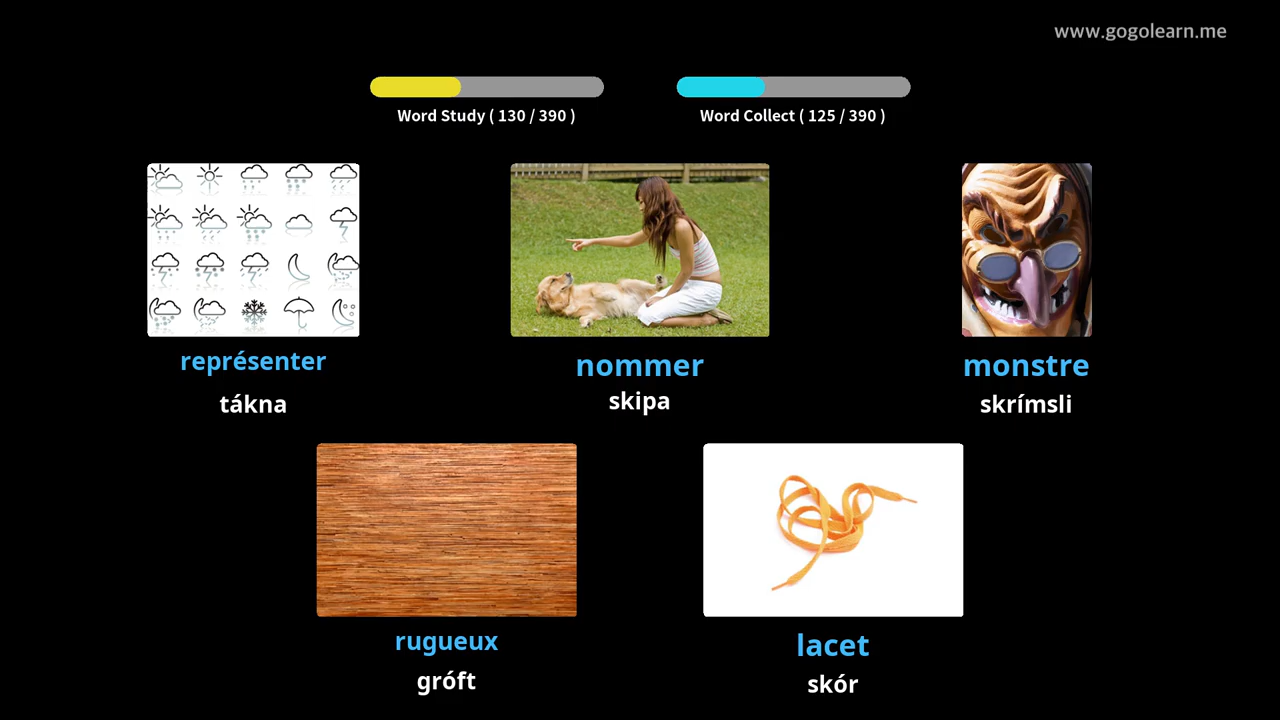 www.gogolearn.me
Word Study ( 130 / 390 )
Word Collect ( 125 / 390 )
représenter
tákna
nommer
skipa
monstre
skrímsli
rugueux
gróft
lacet
skór